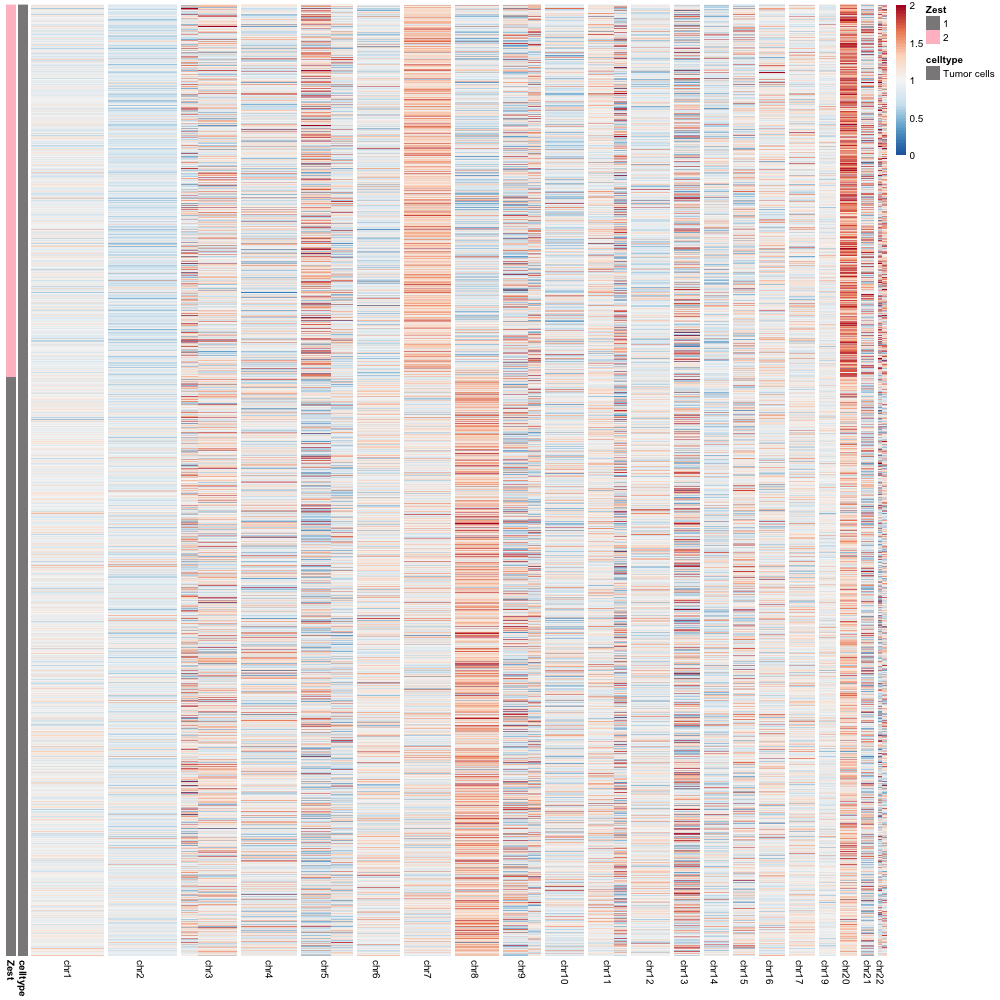 2
1.5
1
0.5
0
Zest
1
2
celltype
Tumor cells
Zest
celltype
chr1
chr2
chr3
chr4
chr5
chr6
chr7
chr8
chr9
chr10
chr11
chr12
chr13
chr14
chr15
chr16
chr17
chr19
chr20
chr21
chr22